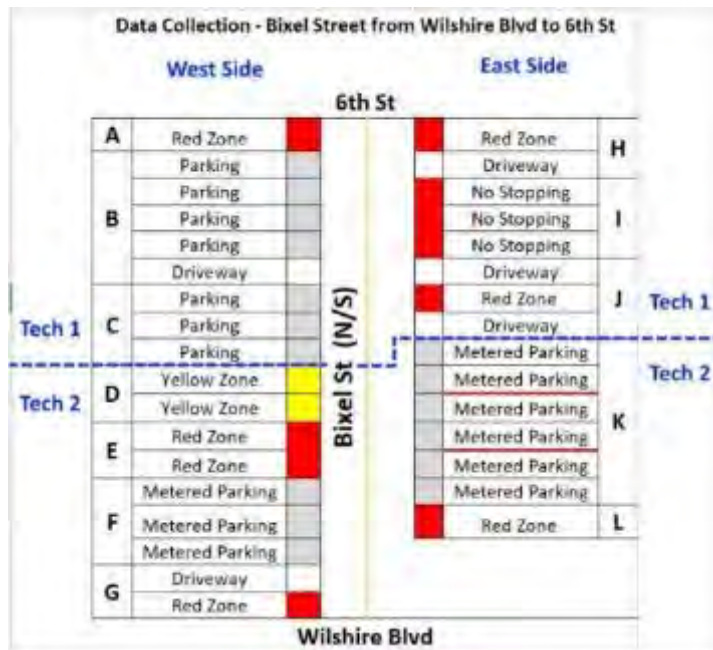 Data Collection - Bixel Street from Wilshire Blvd to 6th St
West Side
East Side
6th St
A
Red Zone
B
Parking
Parking
Parking
Parking
Driveway
Tech 1
C
Parking
Parking
Parking
Tech 2
D
Yellow Zone
Yellow Zone
E
Red Zone
Red Zone
F
Metered Parking
Metered Parking
Metered Parking
G
Driveway
Red Zone
Bixel St (N/S)
Red Zone
H
Driveway
No Stopping
No Stopping
I
No Stopping
Driveway
Red Zone
J
Tech 1
Driveway
Metered Parking
Metered Parking
Tech 2
Metered Parking
Metered Parking
K
Metered Parking
Metered Parking
Red Zone
L
Wilshire Blvd